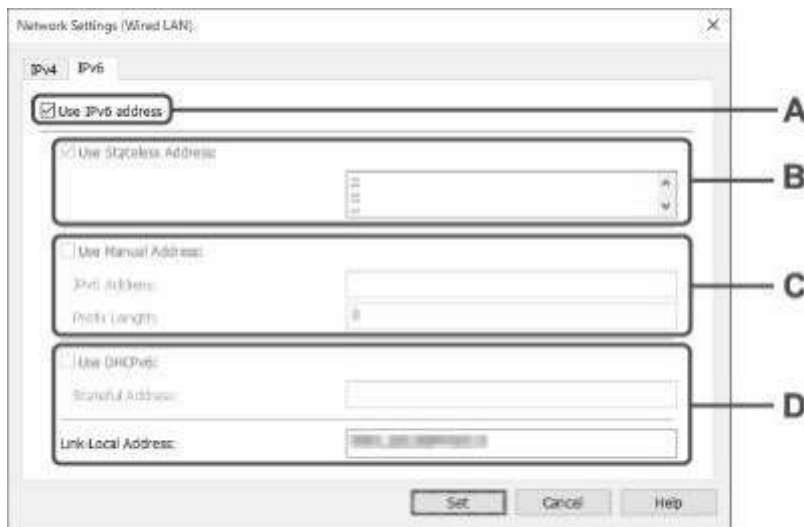 Network Settings (Wired LAN)
IPv4 IPv6
Use IPv6 address
A
Use Stateless Address:
B
Use Manual Address:
IPv6 Address:
C
Prefix Length:
0
Use DHCPv6:
Stateful Address:
D
Link-Local Address:
Set Cancel Help